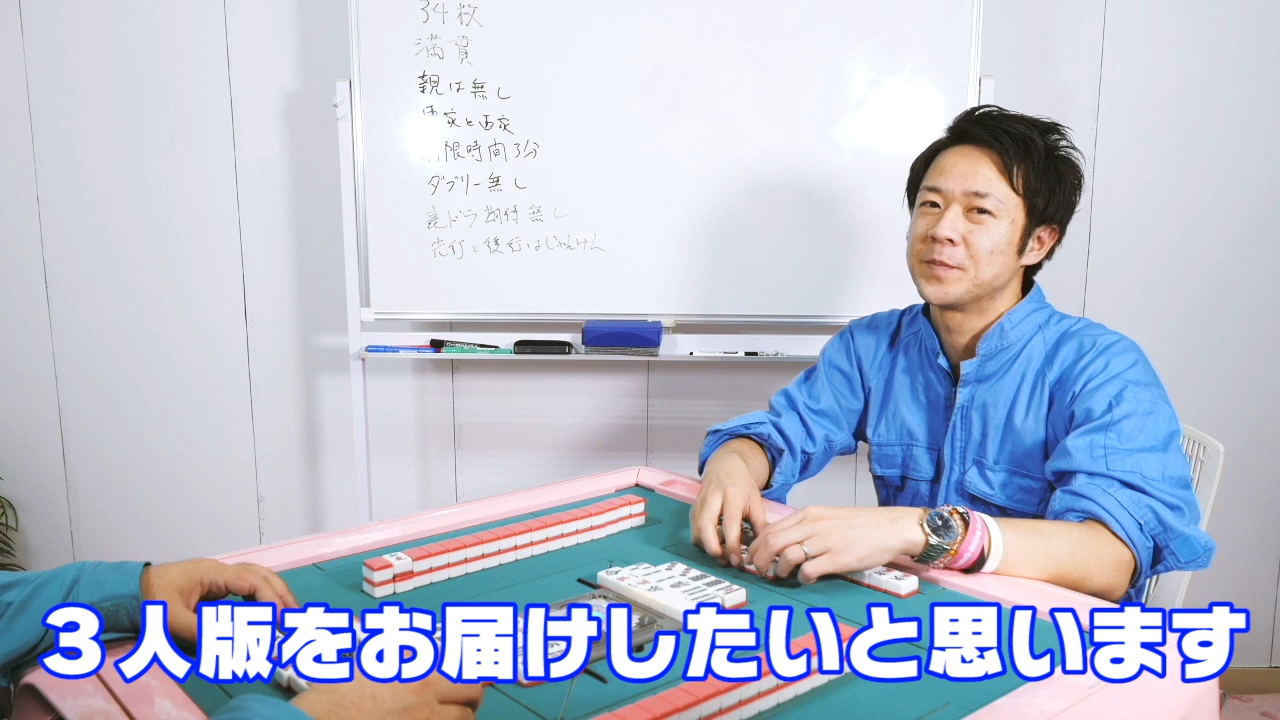 34枚
満貫
親は無し
家と西家
限時間3分
ダブリー無し
裏ドラ期待無し
先行と後行はじゃんけん
３人版をお届けしたいと思います